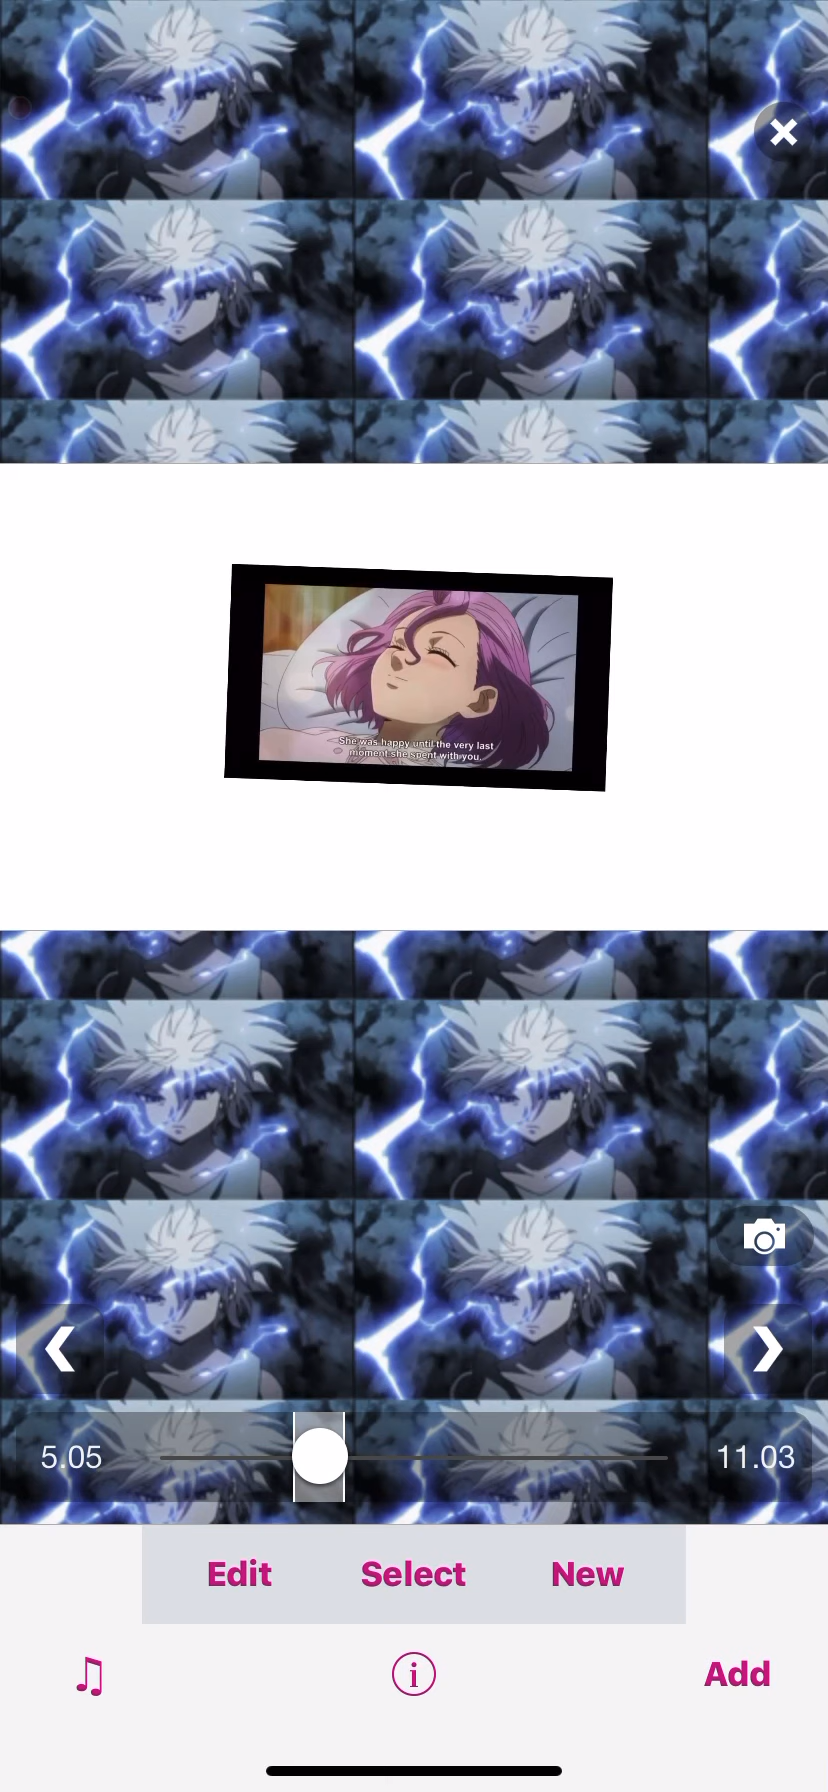 She was happy until the very last
moment she spent with you.
5.05
11.03
Edit Select New
Add